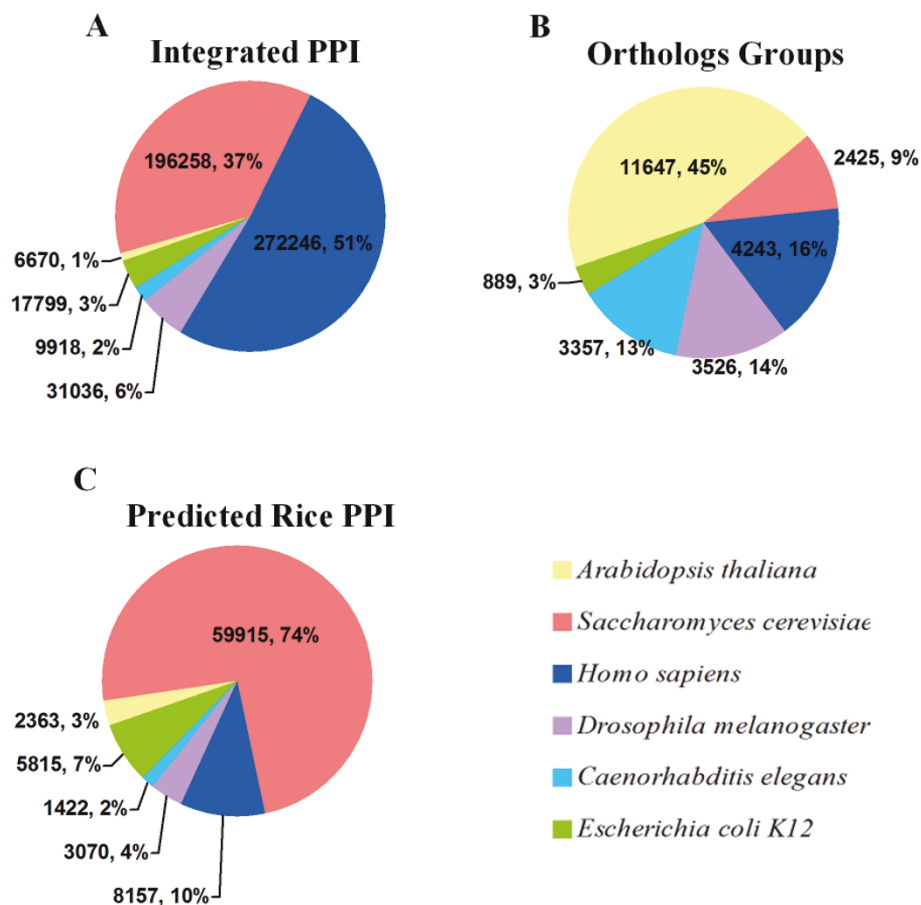 A
Integrated PPI
196258, 37%
272246, 51%
6670, 1%
17799, 3%
9918, 2%
31036, 6%
B
Orthologs Groups
11647, 45%
2425, 9%
4243, 16%
889, 3%
3357, 13%
3526, 14%
C
Predicted Rice PPI
59915, 74%
2363, 3%
5815, 7%
1422, 2%
3070, 4%
8157, 10%
Arabidopsis thaliana
Saccharomyces cerevisiae
Homo sapiens
Drosophila melanogaster
Caenorhabditis elegans
Escherichia coli K12